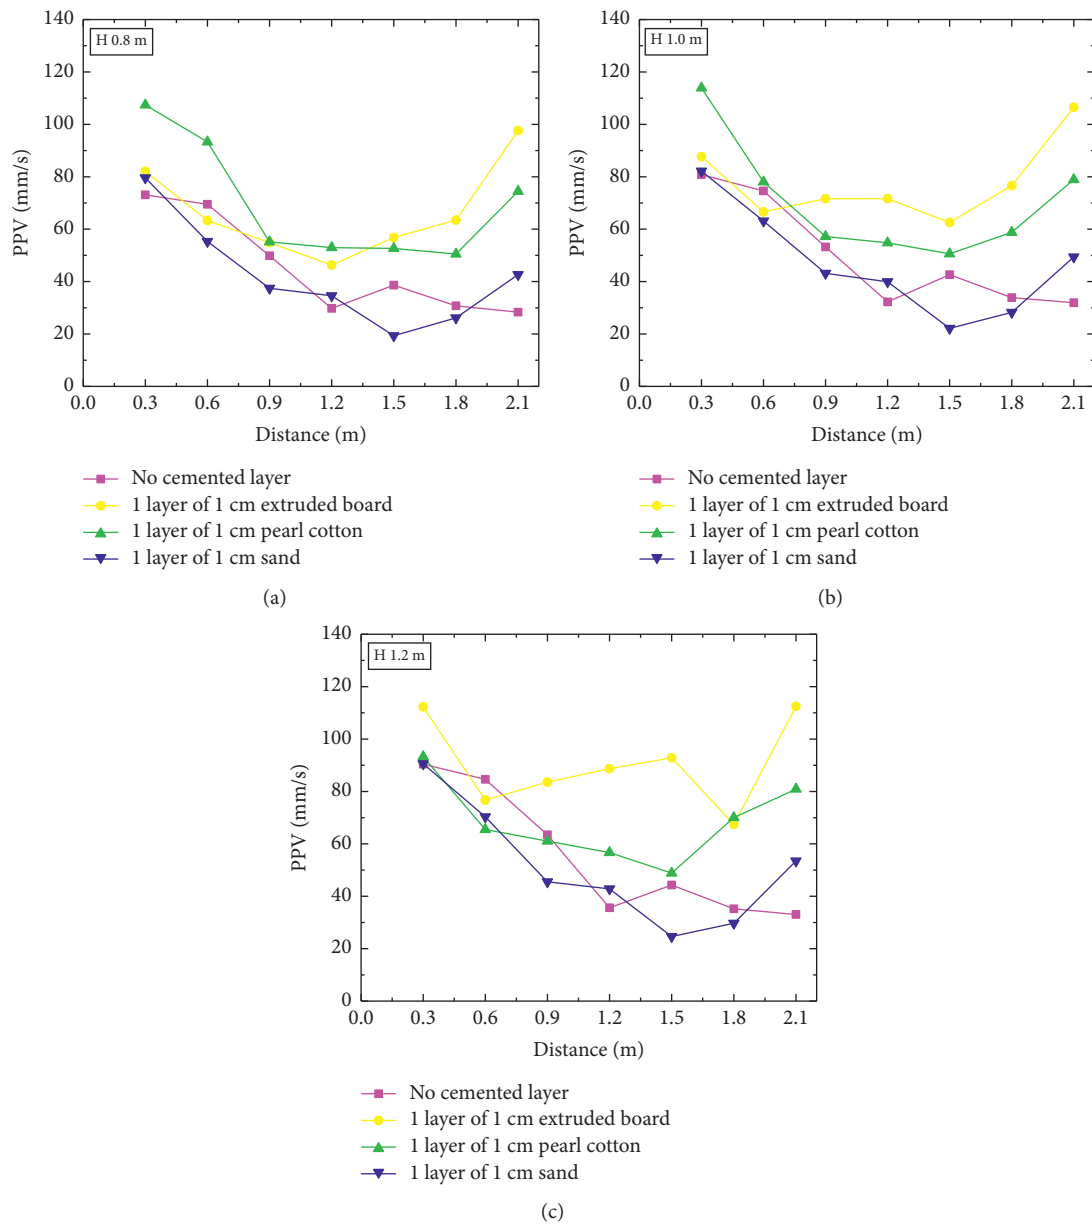 140
120
100
80
60
40
20
0
PPV (mm/s)
H 0.8 m
0.0 0.3 0.6 0.9 1.2 1.5 1.8 2.1
Distance (m)
No cemented layer
1 layer of 1 cm extruded board
1 layer of 1 cm pearl cotton
1 layer of 1 cm sand
(a)
140
120
100
80
60
40
20
0
PPV (mm/s)
H 1.0 m
0.0 0.3 0.6 0.9 1.2 1.5 1.8 2.1
Distance (m)
No cemented layer
1 layer of 1 cm extruded board
1 layer of 1 cm pearl cotton
1 layer of 1 cm sand
(b)
140
120
100
80
60
40
20
0
PPV (mm/s)
H 1.2 m
0.0 0.3 0.6 0.9 1.2 1.5 1.8 2.1
Distance (m)
No cemented layer
1 layer of 1 cm extruded board
1 layer of 1 cm pearl cotton
1 layer of 1 cm sand
(c)